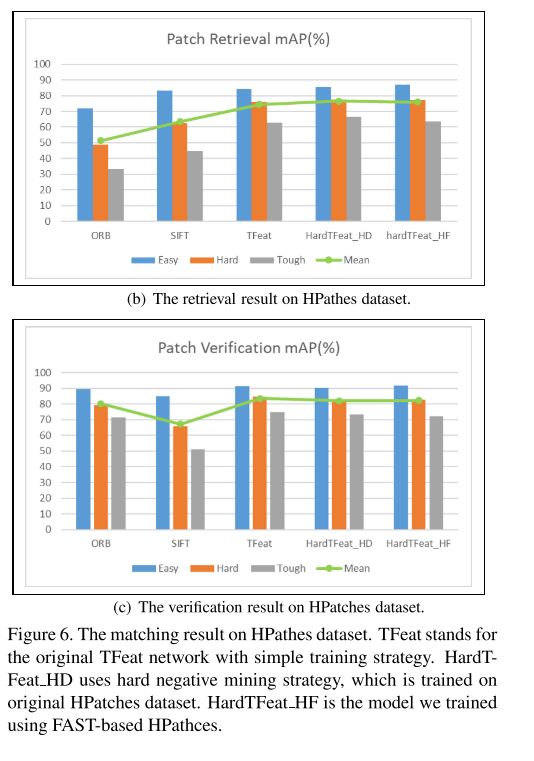 Patch Retrieval mAP(%)
100
90
80
70
60
50
40
30
20
10
0
ORB SIFT TFeat HardTFeat_HD hardTFeat_HF
Easy Hard Tough Mean
(b) The retrieval result on HPathes dataset.
Patch Verification mAP(%)
100
90
80
70
60
50
40
30
20
10
0
ORB SIFT TFeat HardTFeat_HD HardTFeat_HF
Easy Hard Tough Mean
(c) The verification result on HPatches dataset.
Figure 6. The matching result on HPathes dataset. TFeat stands for
the original TFeat network with simple training strategy. HardT-
Feat_HD uses hard negative mining strategy, which is trained on
original HPatches dataset. HardTFeat_HF is the model we trained
using FAST-based HPathces.